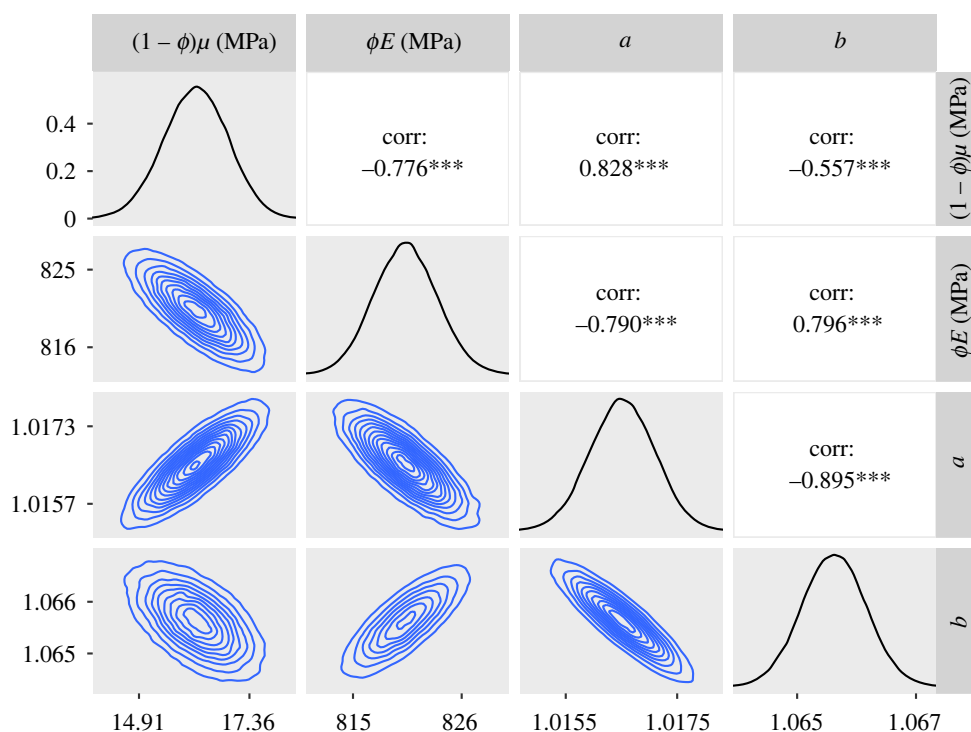 (1 – ϕ)μ (MPa)
ϕE (MPa)
a
b
0.4
0.2
0
corr:
–0.776***
corr:
0.828***
corr:
–0.557***
(1 – ϕ)μ (MPa)
825
816
corr:
–0.790***
corr:
0.796***
ϕE (MPa)
1.0173
1.0157
corr:
–0.895***
a
1.066
1.065
b
14.91
17.36
815
826
1.0155
1.0175
1.065
1.067